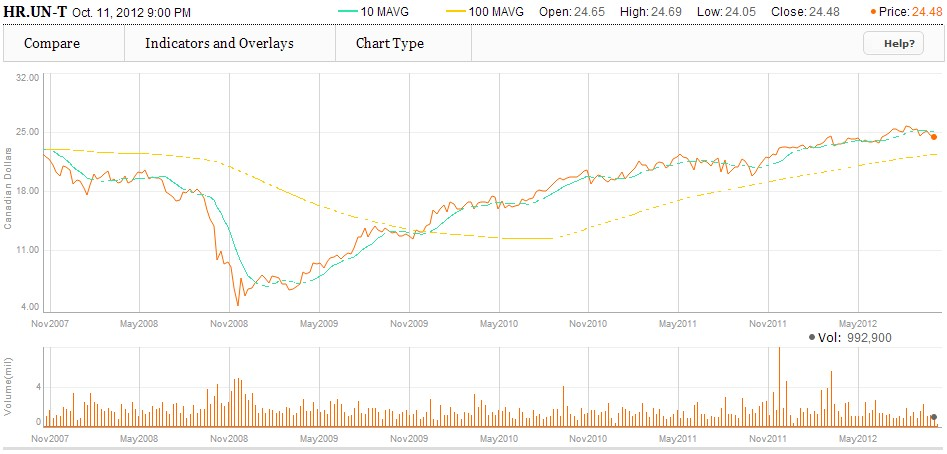 HR.UN-T Oct. 11, 2012 9:00 PM 10 MAVG 100 MAVG Open: 24.65 High: 24.69 Low: 24.05 Close: 24.48 Price: 24.48
Compare Indicators and Overlays Chart Type Help?
32.00
25.00
18.00
11.00
4.00
Canadian Dollars
Nov2007 May2008 Nov2008 May2009 Nov2009 May2010 Nov2010 May2011 Nov2011 May2012
Vol: 992,900
4
0
Volume(mil)
Nov2007 May2008 Nov2008 May2009 Nov2009 May2010 Nov2010 May2011 Nov2011 May2012